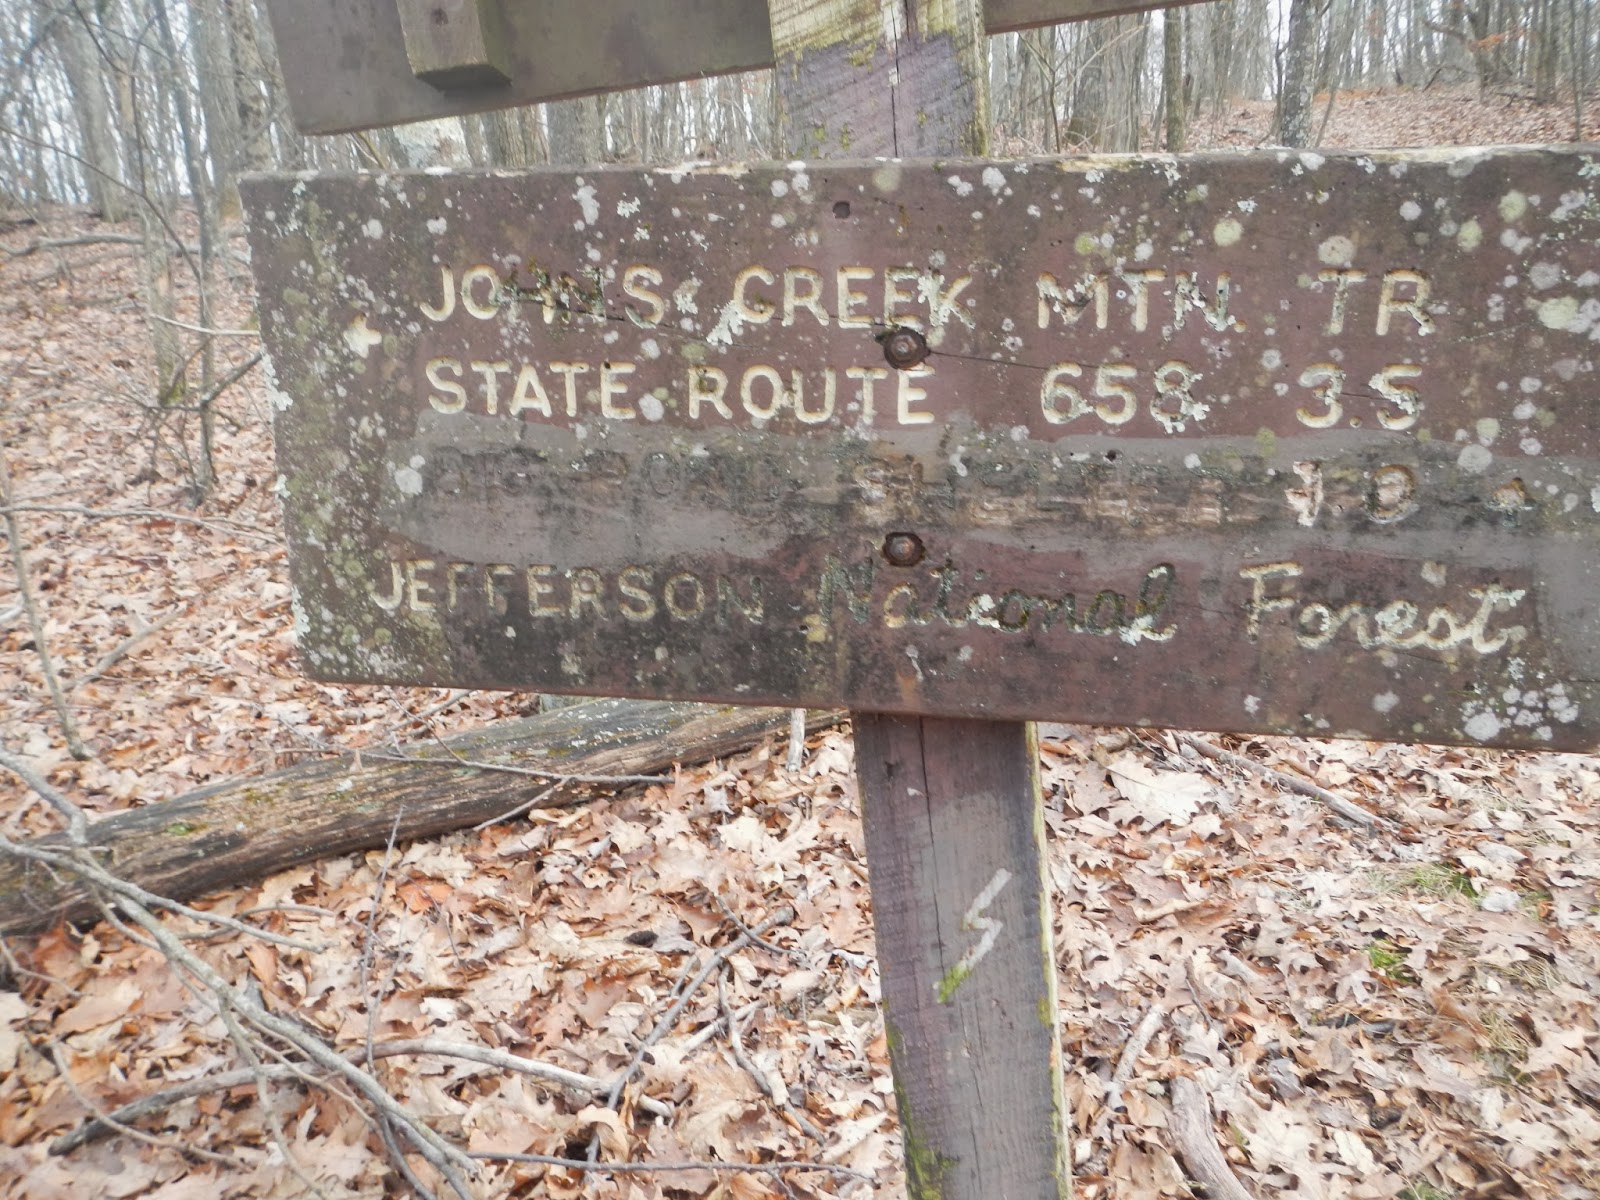 JOHNS CREEK MTN. TR
STATE ROUTE 658 3.5
JEFFERSON National Forest